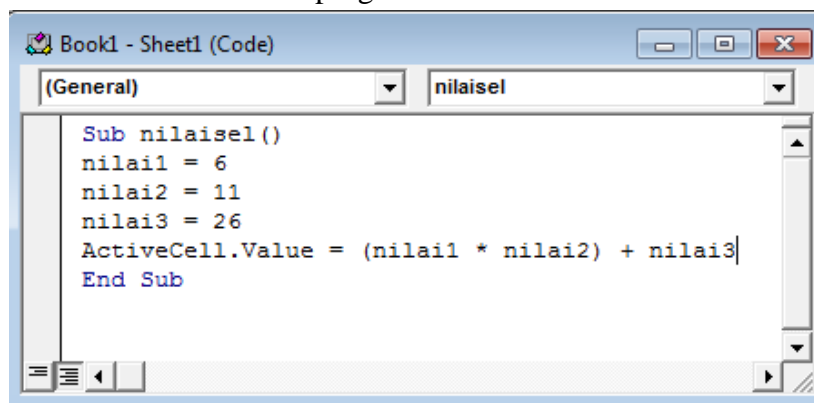 Book1 - Sheet1 (Code)
(General) nilaisel
Sub nilaisel()
nilai1 = 6
nilai2 = 11
nilai3 = 26
ActiveCell.Value = (nilai1 * nilai2) + nilai3
End Sub